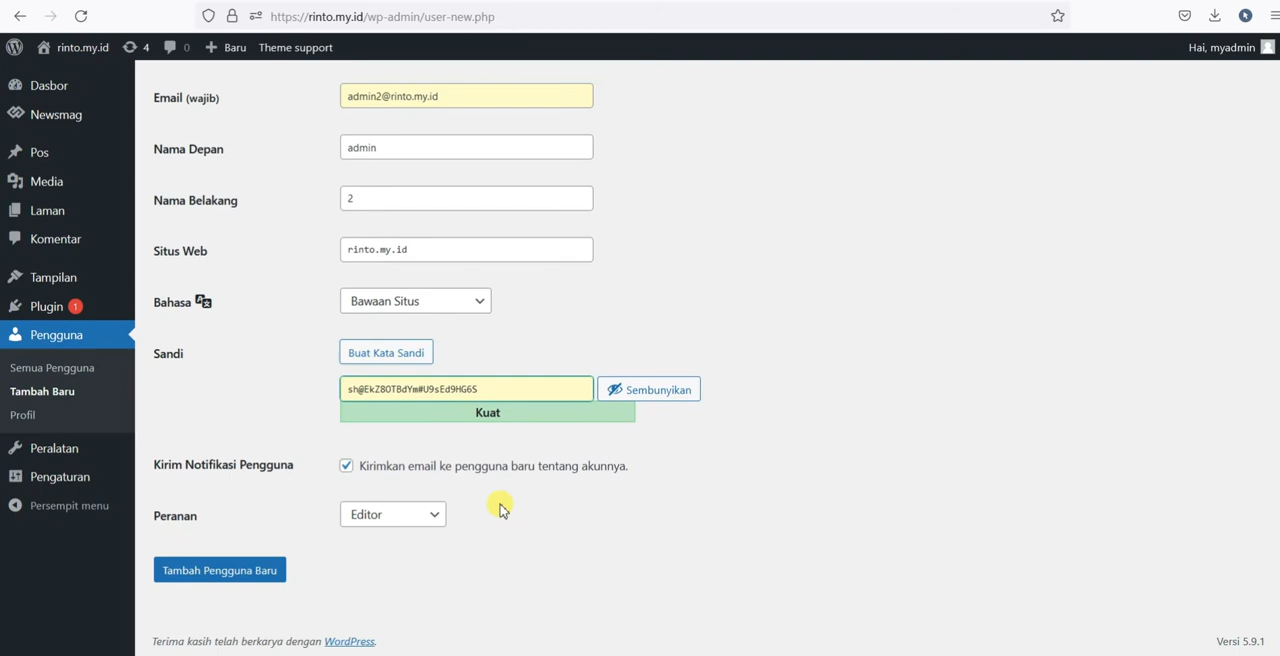 https://rinto.my.id/wp-admin/user-new.php
rinto.my.id 4 0 Baru Theme support Hai, myadmin
Dasbor
Newsmag
Pos
Media
Laman
Komentar
Tampilan
Plugin 1
Pengguna
Semua Pengguna
Tambah Baru
Profil
Peralatan
Pengaturan
Persempit menu
Email (wajib) admin2@rinto.my.id
Nama Depan admin
Nama Belakang 2
Situs Web rinto.my.id
Bahasa Bawaan Situs
Sandi Buat Kata Sandi
sh@EkZ8OTBdYm#U9sEd9HG6S Sembunyikan
Kuat
Kirim Notifikasi Pengguna Kirimkan email ke pengguna baru tentang akunnya.
Peranan Editor
Tambah Pengguna Baru
Terima kasih telah berkarya dengan WordPress. Versi 5.9.1